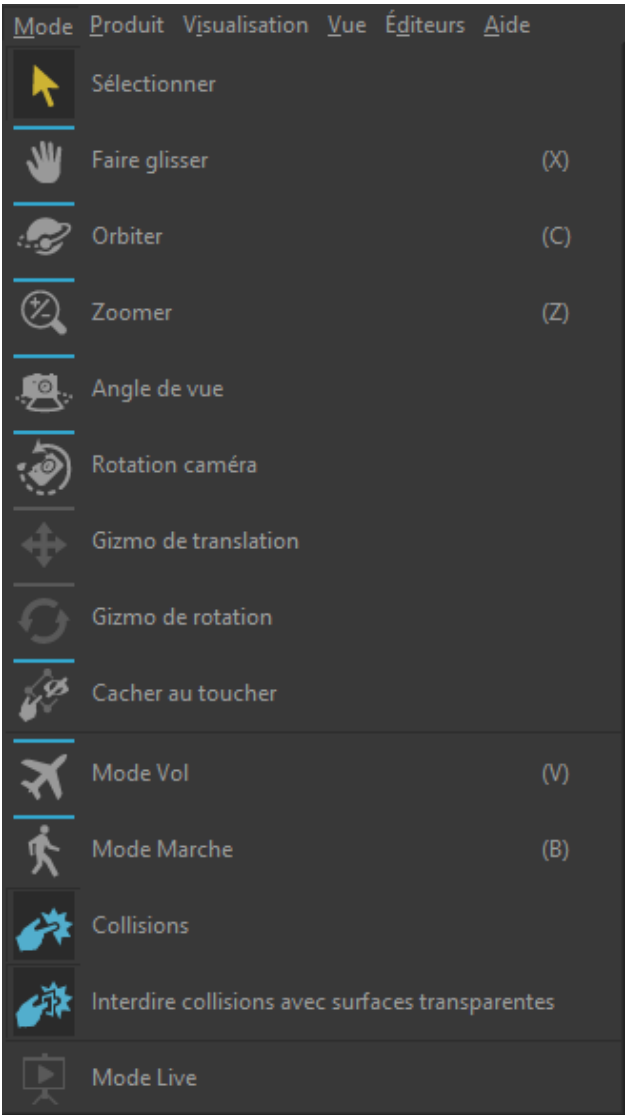 Mode Produit Visualisation Vue Éditeurs Aide
Sélectionner
Faire glisser (X)
Orbiter (C)
Zoomer (Z)
Angle de vue
Rotation caméra
Gizmo de translation
Gizmo de rotation
Cacher au toucher
Mode Vol (V)
Mode Marche (B)
Collisions
Interdire collisions avec surfaces transparentes
Mode Live